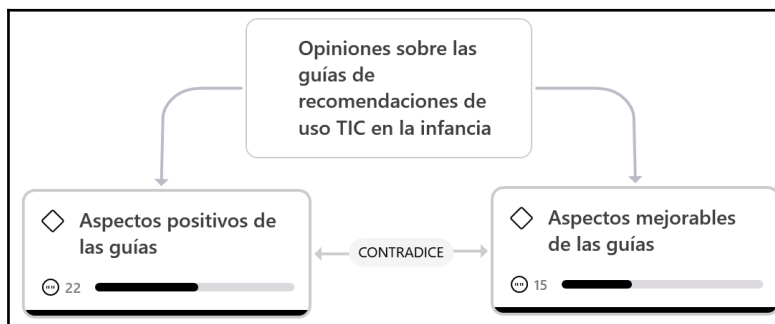 Opiniones sobre las
guías de
recomendaciones de
uso TIC en la infancia
Aspectos positivos de
las guías
22
CONTRADICE
Aspectos mejorables
de las guías
15